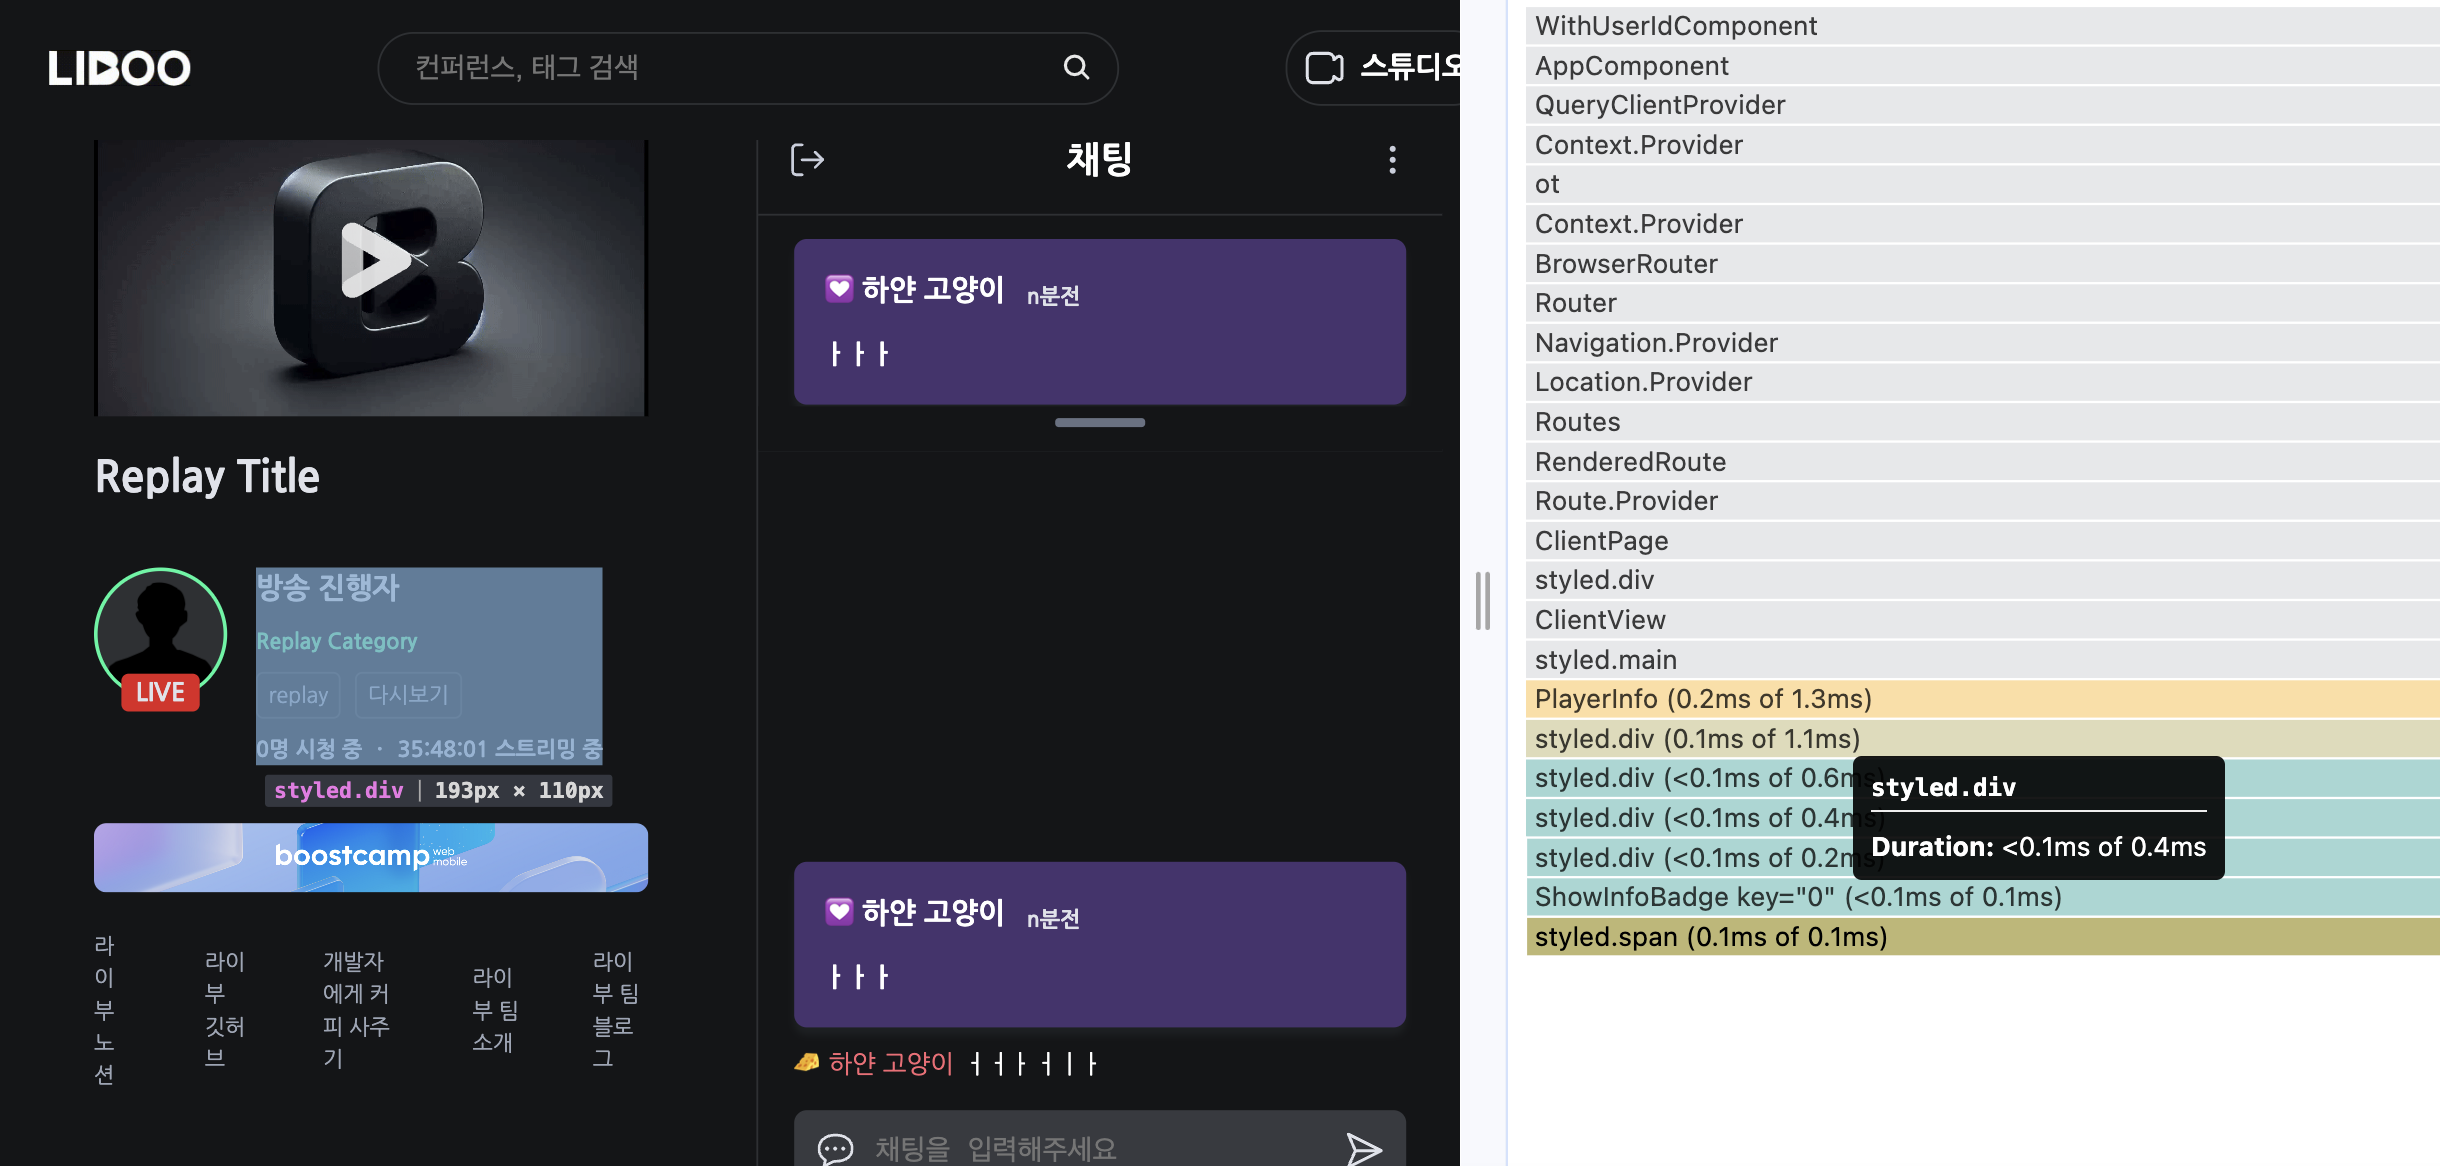 LIBOO
컨퍼런스, 태그 검색
스튜디오
채팅
하얀 고양이 n분전
ㅏㅏㅏ
Replay Title
방송 진행자
Replay Category
replay 다시보기
0명 시청 중 · 35:48:01 스트리밍 중
LIVE
styled.div | 193px × 110px
boostcamp web mobile
라
이
부
노
션
라이
부
깃허
브
개발자
에게 커
피 사주
기
라이
부 팀
소개
라이
부 팀
블로
그
하얀 고양이 n분전
ㅏㅏㅏ
하얀 고양이 ㅓㅓㅏㅓㅣㅏ
채팅을 입력해주세요
WithUserIdComponent
AppComponent
QueryClientProvider
Context.Provider
ot
Context.Provider
BrowserRouter
Router
Navigation.Provider
Location.Provider
Routes
RenderedRoute
Route.Provider
ClientPage
styled.div
ClientView
styled.main
PlayerInfo (0.2ms of 1.3ms)
styled.div (0.1ms of 1.1ms)
styled.div (<0.1ms of 0.6ms)
styled.div (<0.1ms of 0.4ms
styled.div (<0.1ms of 0.2ms
ShowInfoBadge key="0" (<0.1ms of 0.1ms)
styled.span (0.1ms of 0.1ms)
styled.div
Duration: <0.1ms of 0.4ms